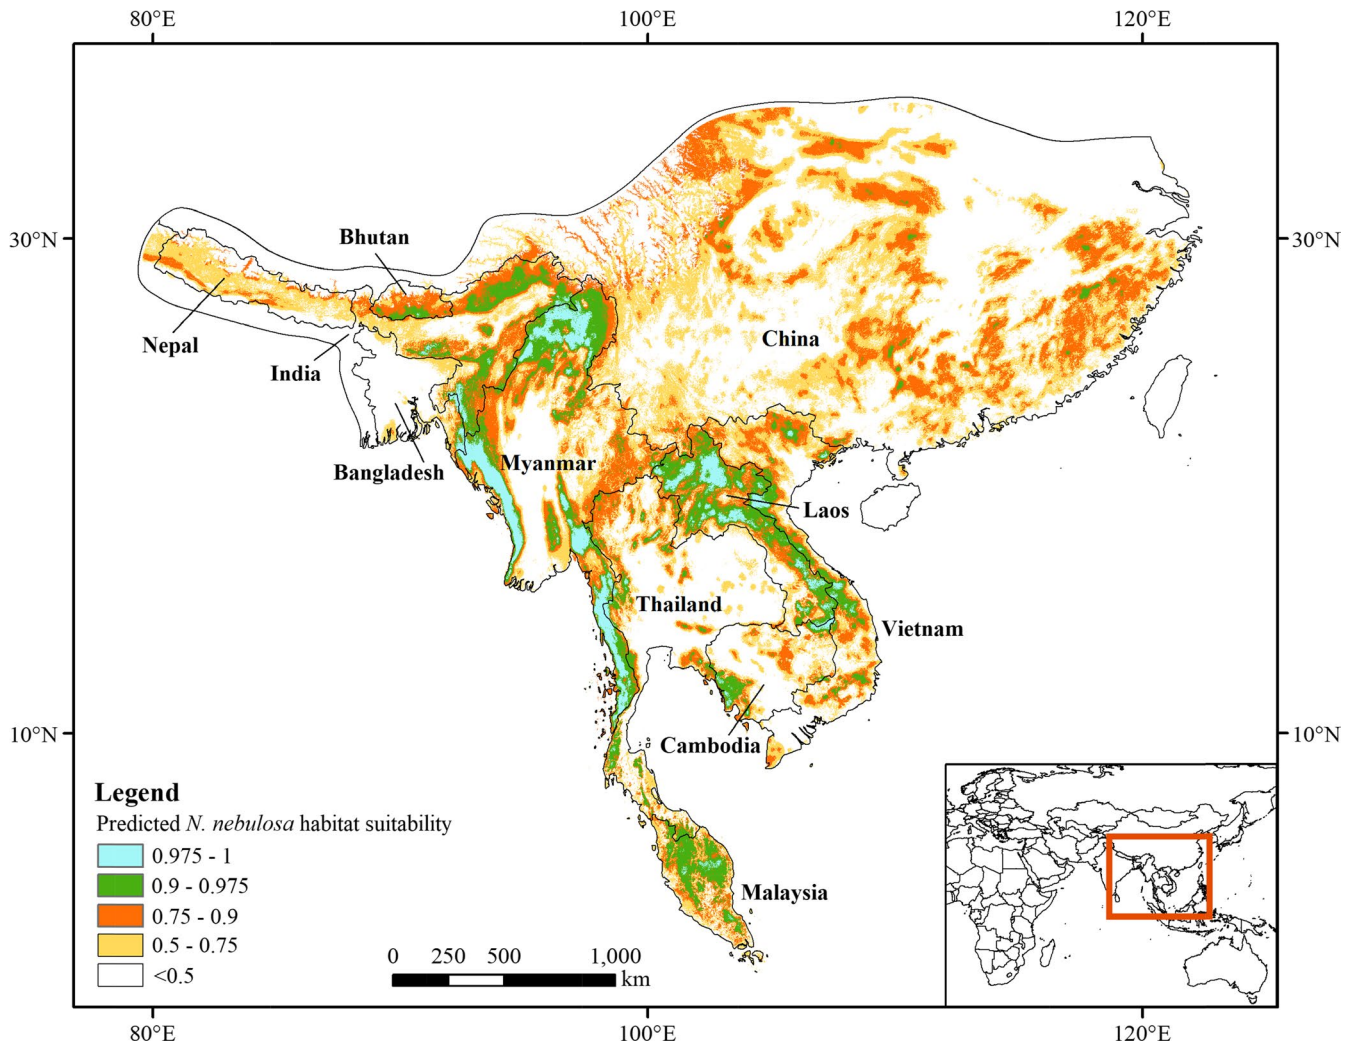 80°E 100°E 120°E
30°N 30°N
Bhutan
Nepal
China
India
Bangladesh
Myanmar
Laos
Thailand
Vietnam
10°N 10°N
Cambodia
Legend
Predicted N. nebulosa habitat suitability
0.975 - 1
0.9 - 0.975
0.75 - 0.9
0.5 - 0.75
<0.5
Malaysia
0 250 500 1,000
km
80°E 100°E 120°E